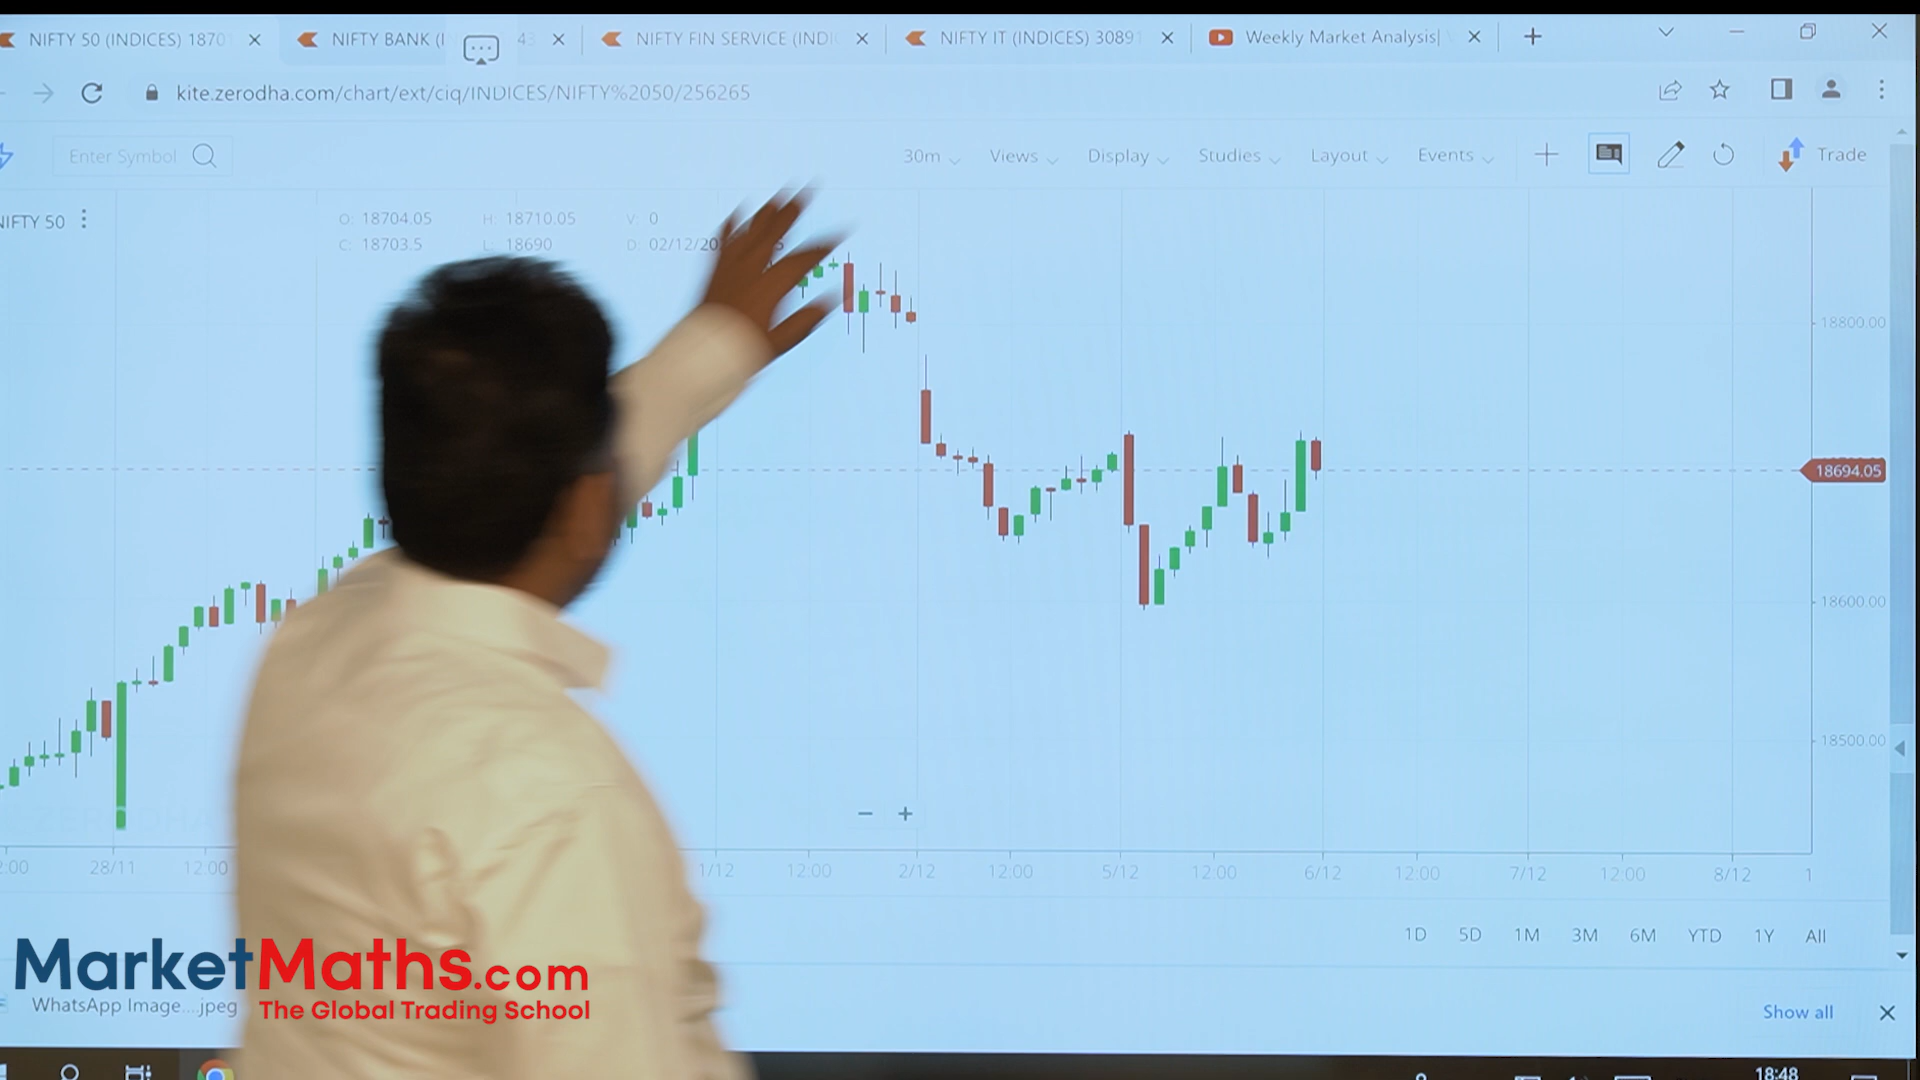 NIFTY 50 (INDICES) 1870
NIFTY BANK (I
43
NIFTY FIN SERVICE (INDI
NIFTY IT (INDICES) 30891
Weekly Market Analysis|
kite.zerodha.com/chart/ext/ciq/INDICES/NIFTY%2050/256265
Enter Symbol
30m
Views
Display
Studies
Layout
Events
Trade
NIFTY 50
O: 18704.05 H: 18710.05 V: 0
C: 18703.5 L: 18690 D: 02/12/20
18800.00
18694.05
18600.00
18500.00
ZERODHA
28/11 12:00 1/12 12:00 2/12 12:00 5/12 12:00 6/12 12:00 7/12 12:00 8/12 1
1D 5D 1M 3M 6M YTD 1Y All
MarketMaths.com
The Global Trading School
WhatsApp Image....jpeg
Show all
18:48